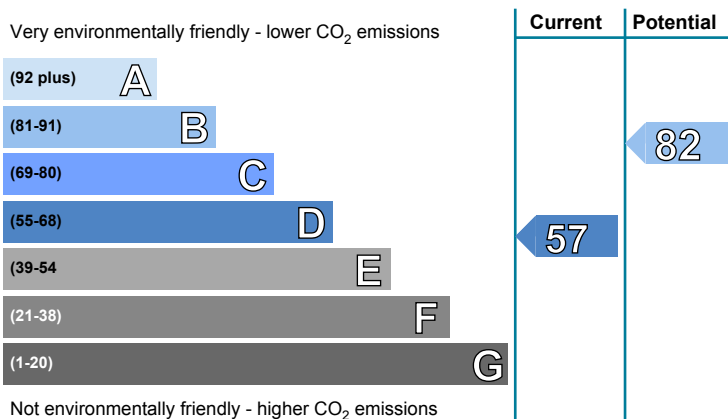 Current Potential
Very environmentally friendly - lower CO2 emissions
(92 plus) A
(81-91) B
82
(69-80) C
(55-68) D
57
(39-54 E
(21-38) F
(1-20) G
Not environmentally friendly - higher CO2 emissions